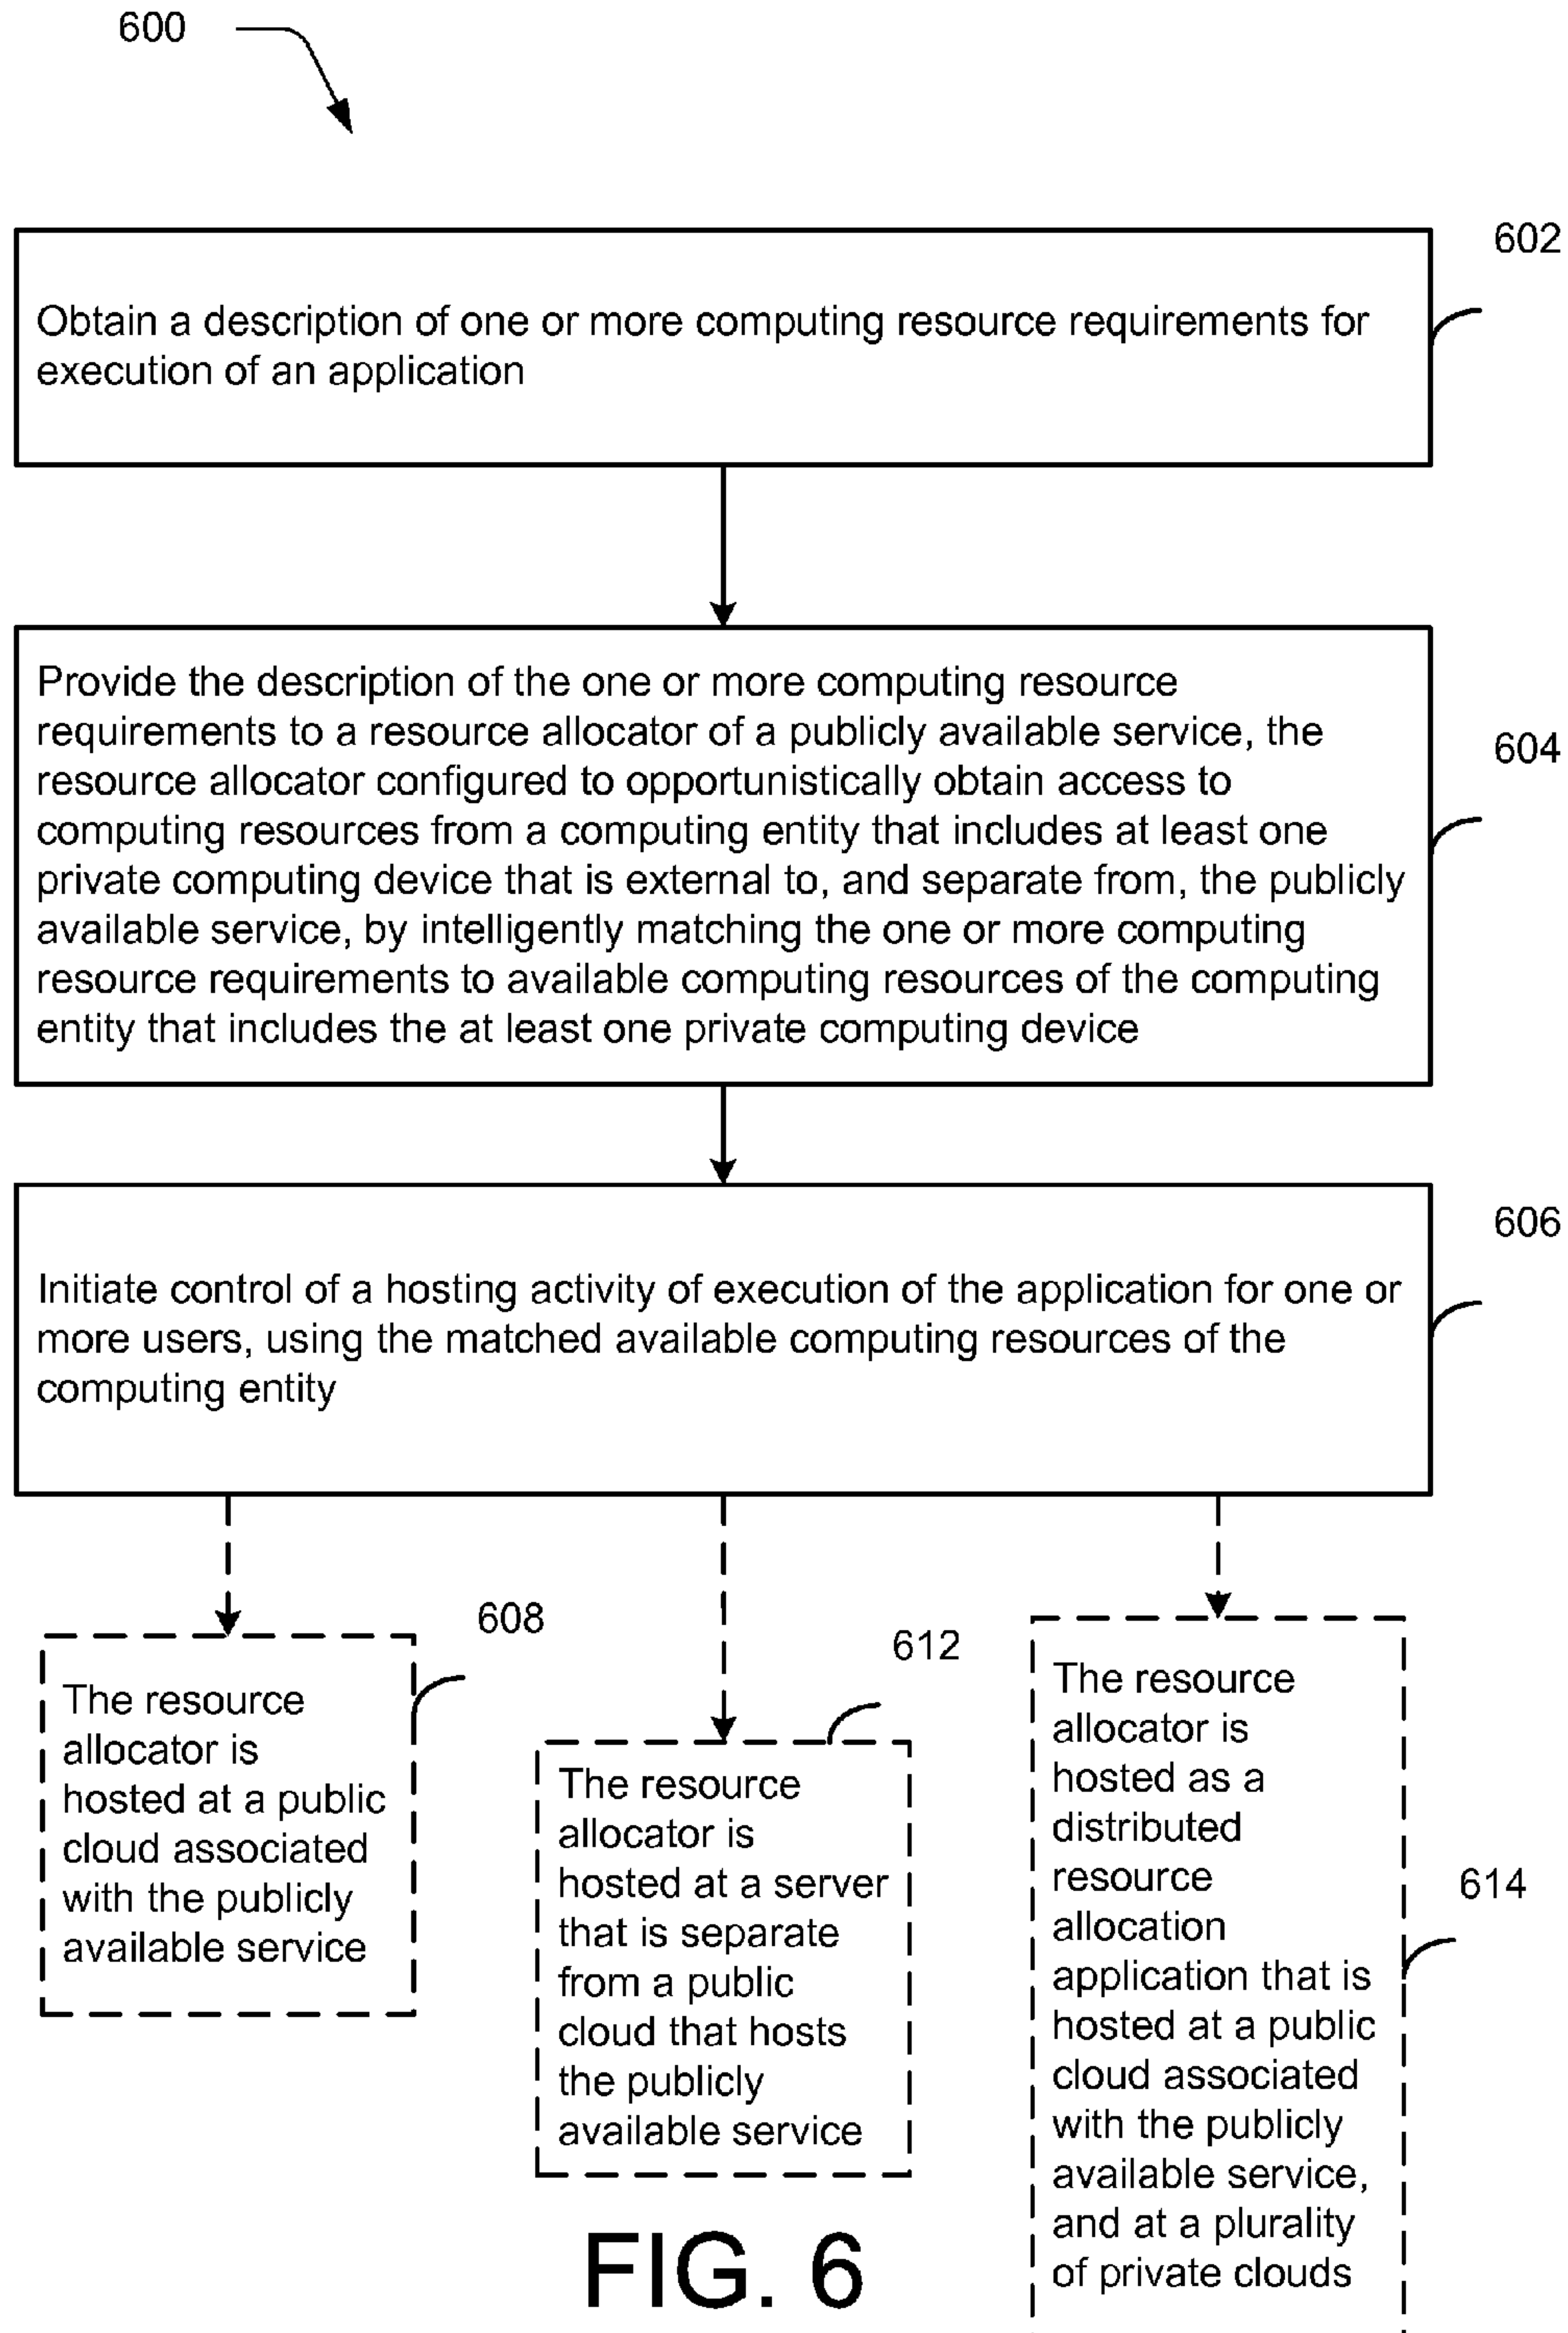 600
602
Obtain a description of one or more computing resource requirements for
execution of an application
604
Provide the description of the one or more computing resource
requirements to a resource allocator of a publicly available service, the
resource allocator configured to opportunistically obtain access to
computing resources from a computing entity that includes at least one
private computing device that is external to, and separate from, the publicly
available service, by intelligently matching the one or more computing
resource requirements to available computing resources of the computing
entity that includes the at least one private computing device
606
Initiate control of a hosting activity of execution of the application for one or
more users, using the matched available computing resources of the
computing entity
608
The resource
allocator is
hosted at a public
cloud associated
with the publicly
available service
612
The resource
allocator is
hosted at a server
that is separate
from a public
cloud that hosts
the publicly
available service
614
The resource
allocator is
hosted as a
distributed
resource
allocation
application that is
hosted at a public
cloud associated
with the publicly
available service,
and at a plurality
of private clouds
FIG. 6